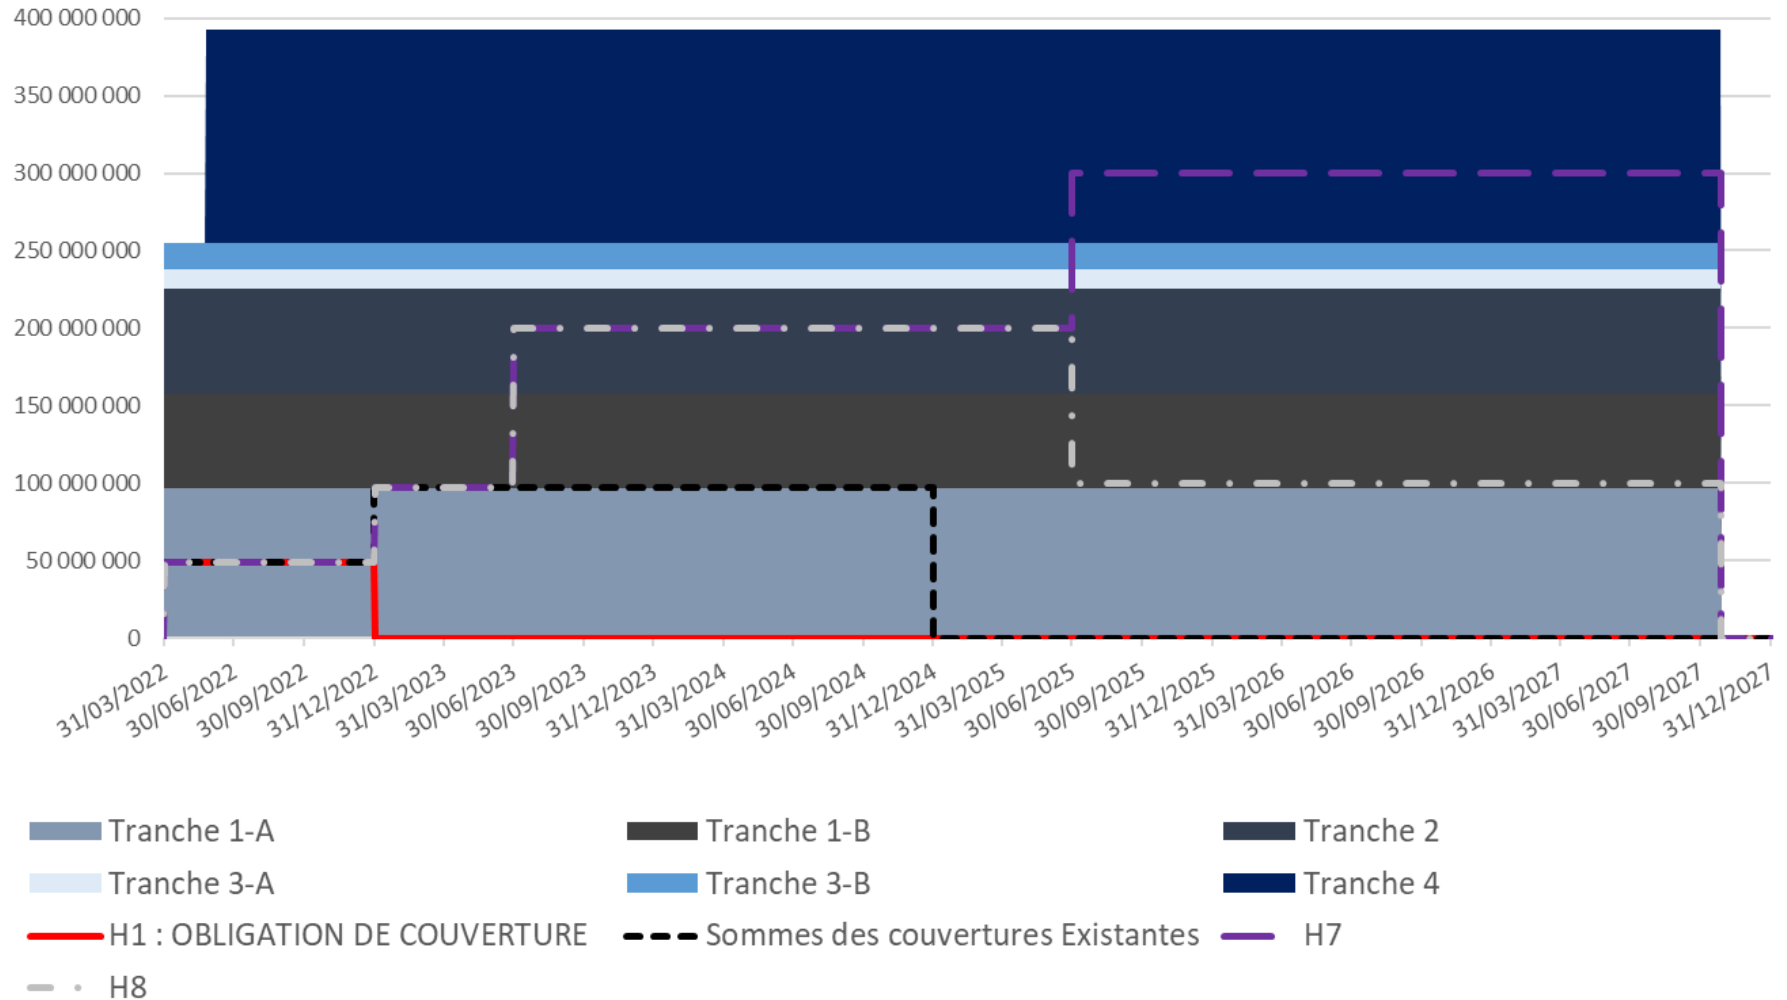 400 000 000
350 000 000
300 000 000
250 000 000
200 000 000
150 000 000
100 000 000
50 000 000
0
31/03/2022 30/06/2022 30/09/2022 31/12/2022 31/03/2023 30/06/2023 30/09/2023 31/12/2023 31/03/2024 30/06/2024 30/09/2024 31/12/2024 31/03/2025 30/06/2025 30/09/2025 31/12/2025 31/03/2026 30/06/2026 30/09/2026 31/12/2026 31/03/2027 30/06/2027 30/09/2027 31/12/2027
Tranche 1-A Tranche 1-B Tranche 2
Tranche 3-A Tranche 3-B Tranche 4
H1 : OBLIGATION DE COUVERTURE Sommes des couvertures Existantes H7
H8